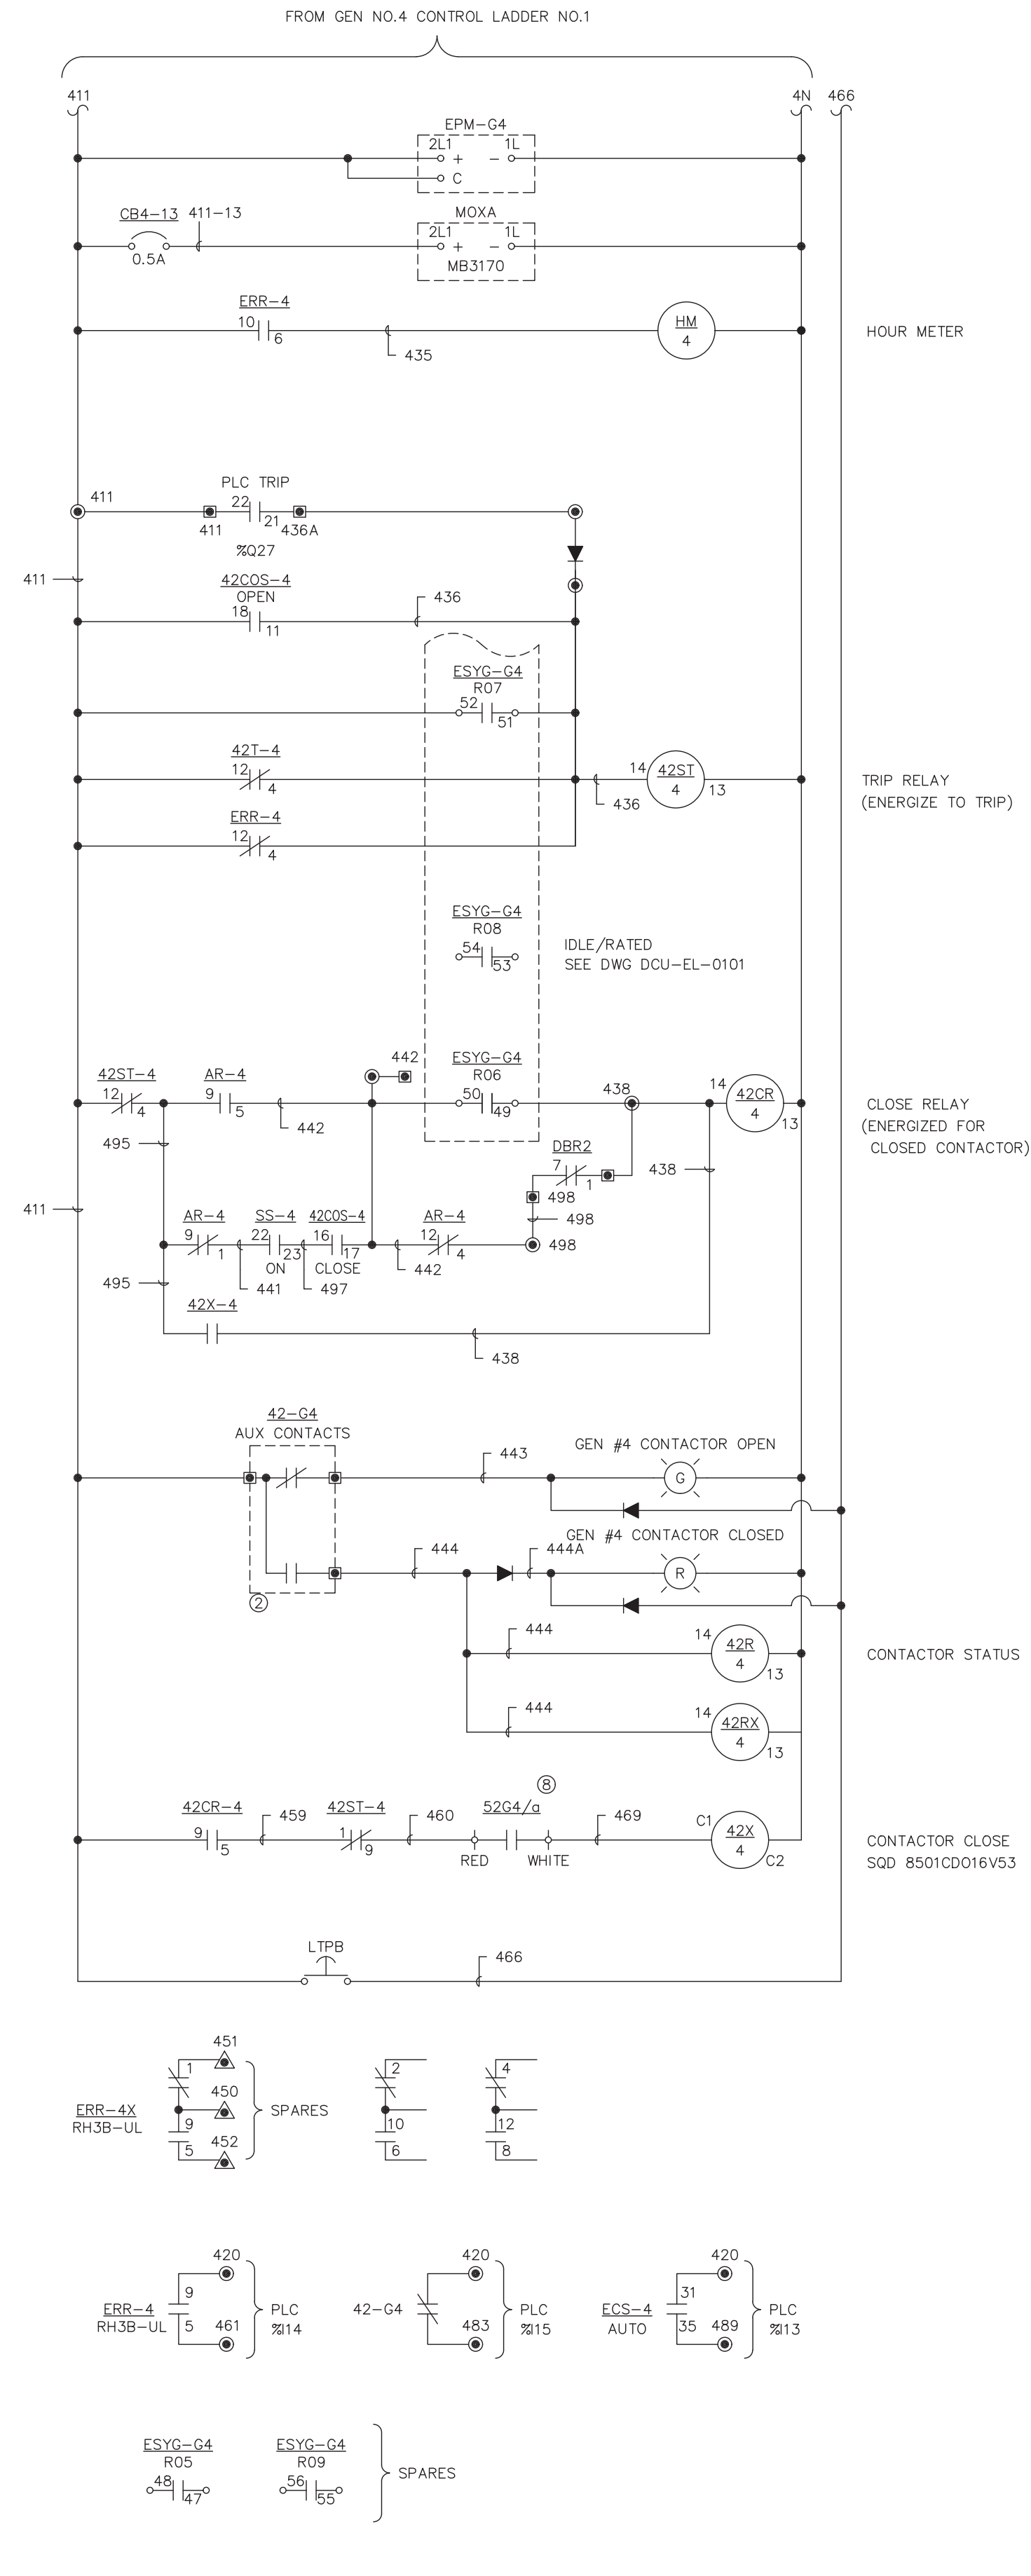 FROM GEN NO.4 CONTROL LADDER NO.1
411 4N 466
EPM-G4
2L1 1L
+ -
C
CB4-13 411-13
0.5A
MOXA
2L1 1L
+ -
MB3170
ERR-4
10 6
435
HM
4
HOUR METER
PLC TRIP
411
22
21
411 436A
%Q27
411
42COS-4
OPEN
18 11
436
ESYG-G4
R07
52 51
42T-4
12 4
14 42ST 13
4
436
TRIP RELAY
(ENERGIZE TO TRIP)
ERR-4
12 4
ESYG-G4
R08
54 53
IDLE/RATED
SEE DWG DCU-EL-0101
42ST-4
12 4
AR-4
9 5
442
442
ESYG-G4
R06
50 49
438
14 42CR 13
4
CLOSE RELAY
(ENERGIZED FOR
CLOSED CONTACTOR)
495
DBR2
7 1
438
498
498
498
411
AR-4
9 1
SS-4
22 23
ON
42COS-4
16 17
CLOSE
AR-4
12 4
442
441
497
495
42X-4
438
42-G4
AUX CONTACTS
443
GEN #4 CONTACTOR OPEN
G
444
444A
GEN #4 CONTACTOR CLOSED
R
2
444
14 42R 13
4
CONTACTOR STATUS
444
14 42RX 13
4
8
42CR-4
9 5
459
42ST-4
1 9
460
52G4/a
RED WHITE
469
C1 42X C2
4
CONTACTOR CLOSE
SQD 8501CDO16V53
LTPB
466
451
1
450
ERR-4X
RH3B-UL
9
452
5
SPARES
2
10
6
4
12
8
420
9
ERR-4
RH3B-UL
5
461
PLC
%I14
420
42-G4
483
PLC
%I15
420
31
ECS-4
AUTO
35
489
PLC
%I13
ESYG-G4
R05
48 47
ESYG-G4
R09
56 55
SPARES